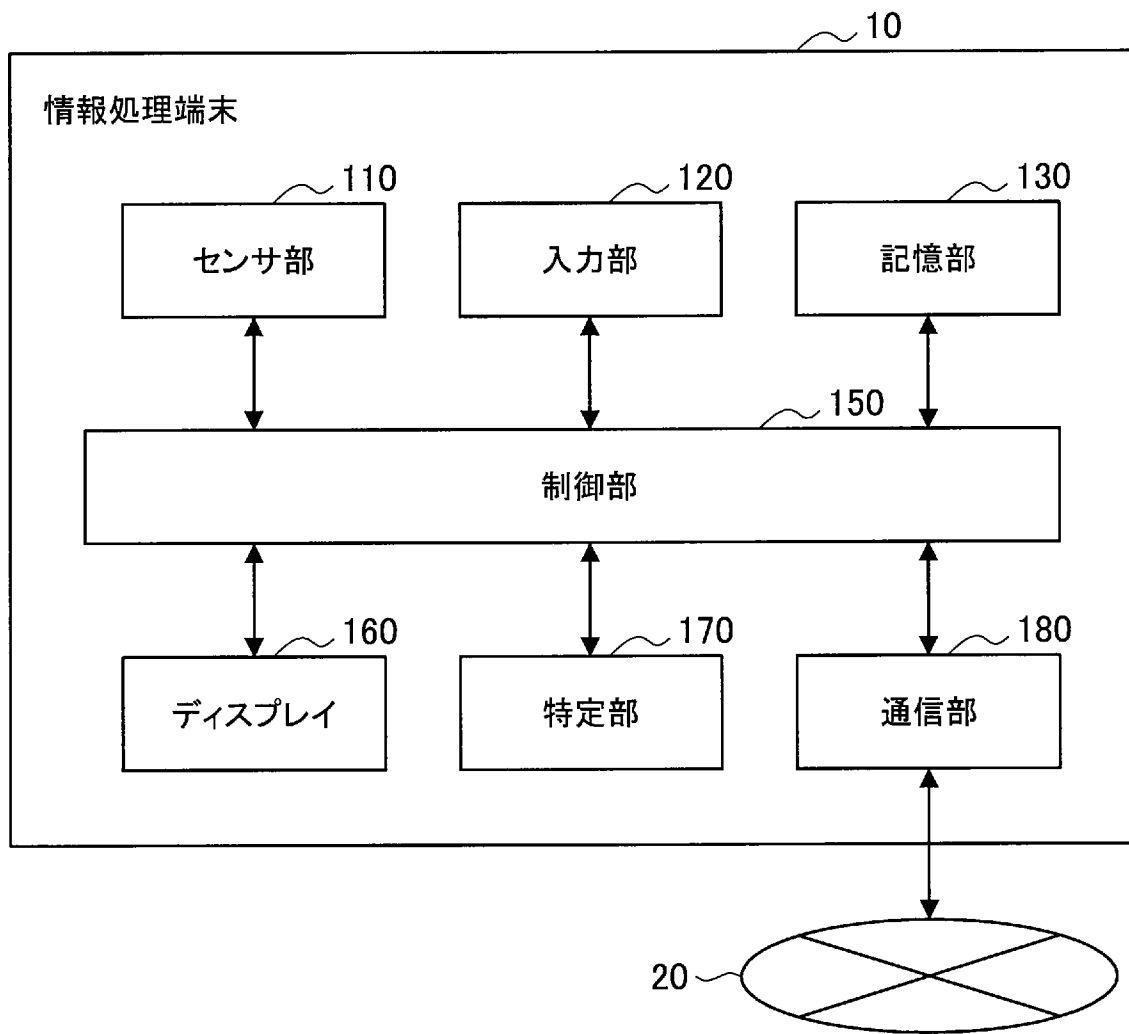 10
情報処理端末
110
120
130
センサ部
入力部
記憶部
150
制御部
160
170
180
ディスプレイ
特定部
通信部
20